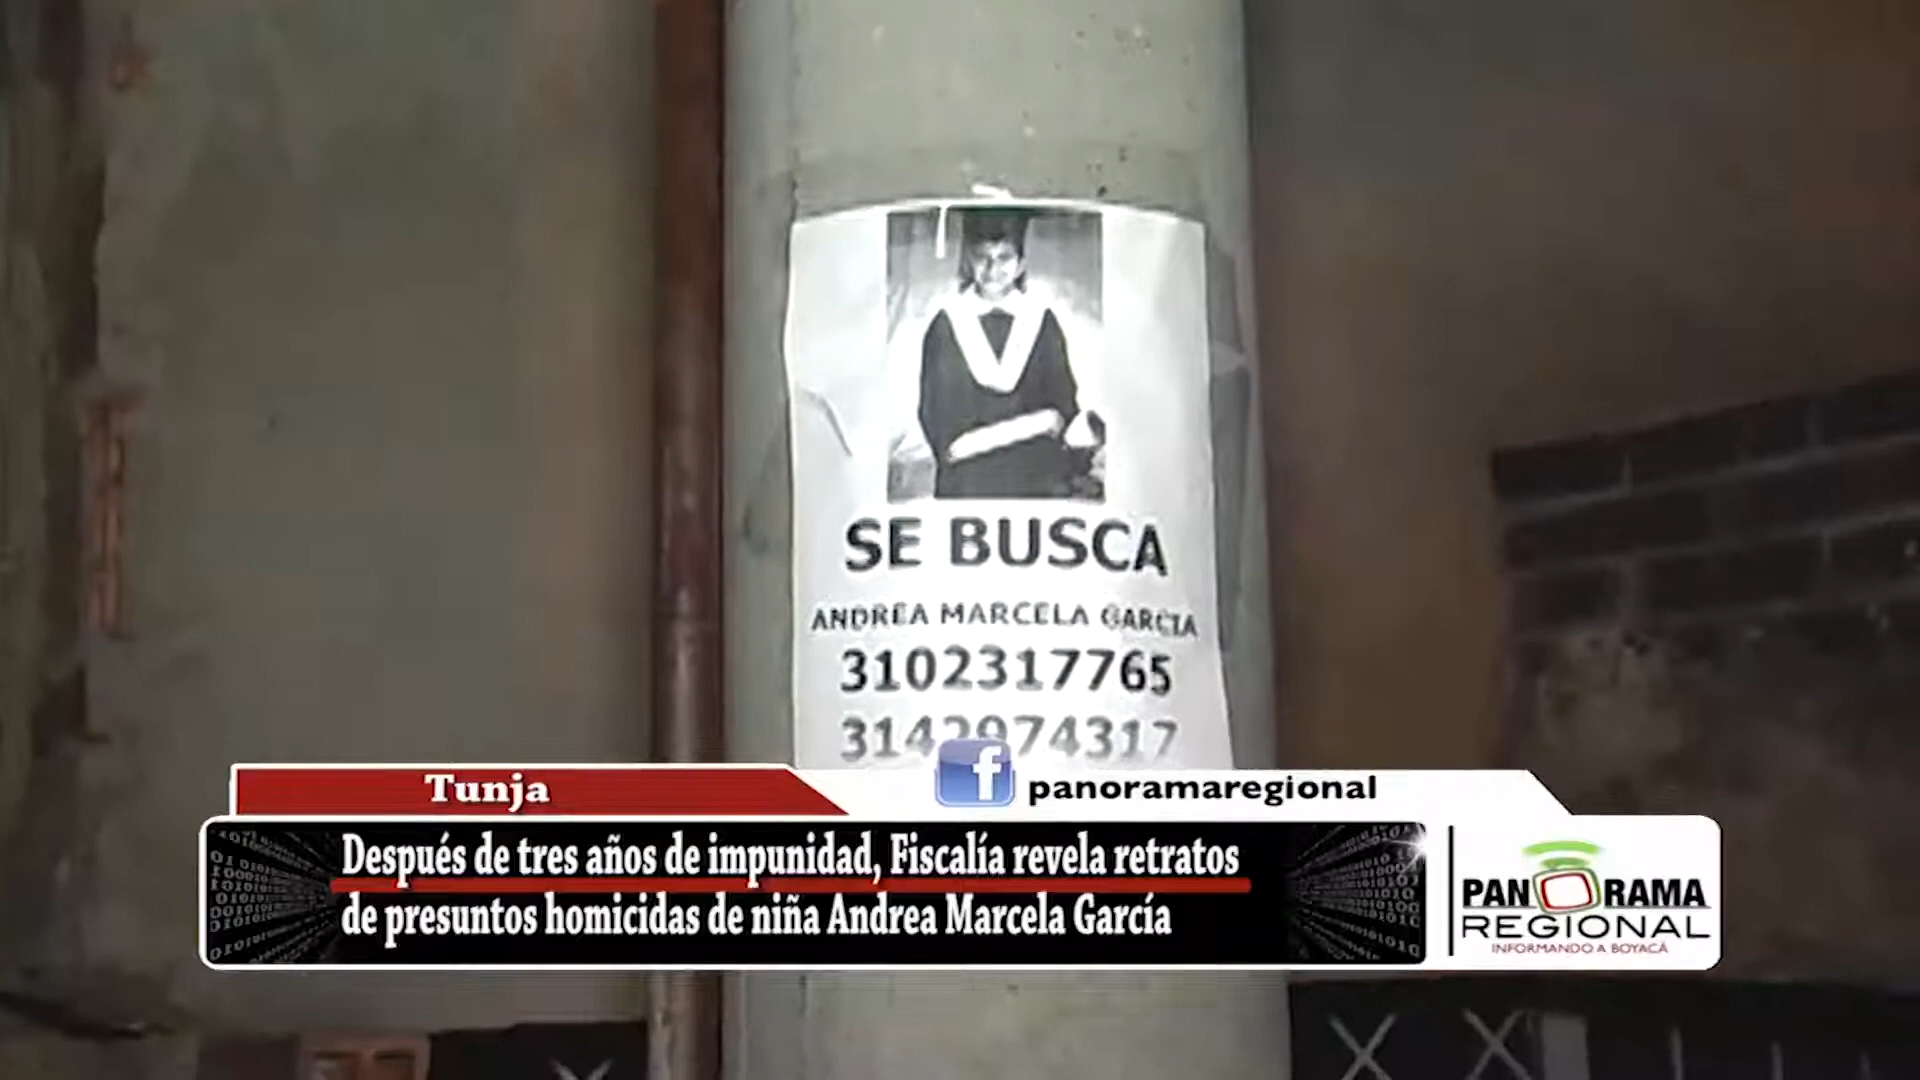 SE BUSCA
ANDREA MARCELA GARCIA
3102317765
3142974317
Tunja
panoramaregional
Después de tres años de impunidad, Fiscalía revela retratos
de presuntos homicidas de niña Andrea Marcela García
PANORAMA
REGIONAL
INFORMANDO A BOYACÁ